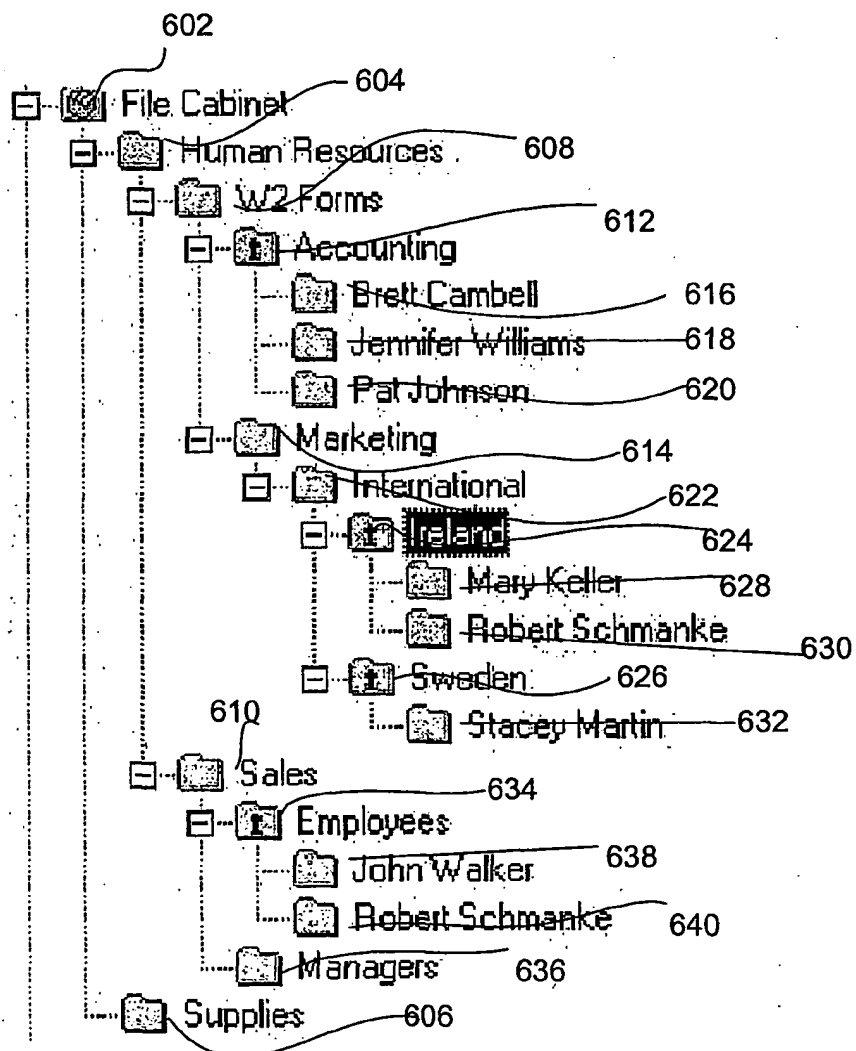 602
File Cabinet 604
Human Resources 608
W2 Forms
Accounting 612
Brett Cambell 616
Jennifer Williams 618
Pat Johnson 620
Marketing 614
International 622
Ireland 624
Mary Keller 628
Robert Schmanke 630
Sweden 626
Stacey Martin 632
610
Sales
634
Employees
John Walker 638
Robert Schmanke 640
Managers 636
Supplies 606